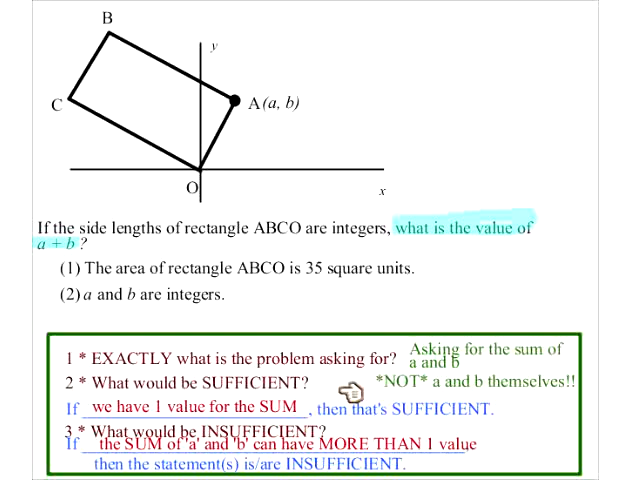 B
y
C
A (a, b)
O
x
If the side lengths of rectangle ABCO are integers, what is the value of
a + b ?
(1) The area of rectangle ABCO is 35 square units.
(2) a and b are integers.
1 * EXACTLY what is the problem asking for? Asking for the sum of
a and b
2 * What would be SUFFICIENT? *NOT* a and b themselves!!
If we have 1 value for the SUM, then that's SUFFICIENT.
3 * What would be INSUFFICIENT?
If the SUM of 'a' and 'b' can have MORE THAN 1 value
then the statement(s) is/are INSUFFICIENT.